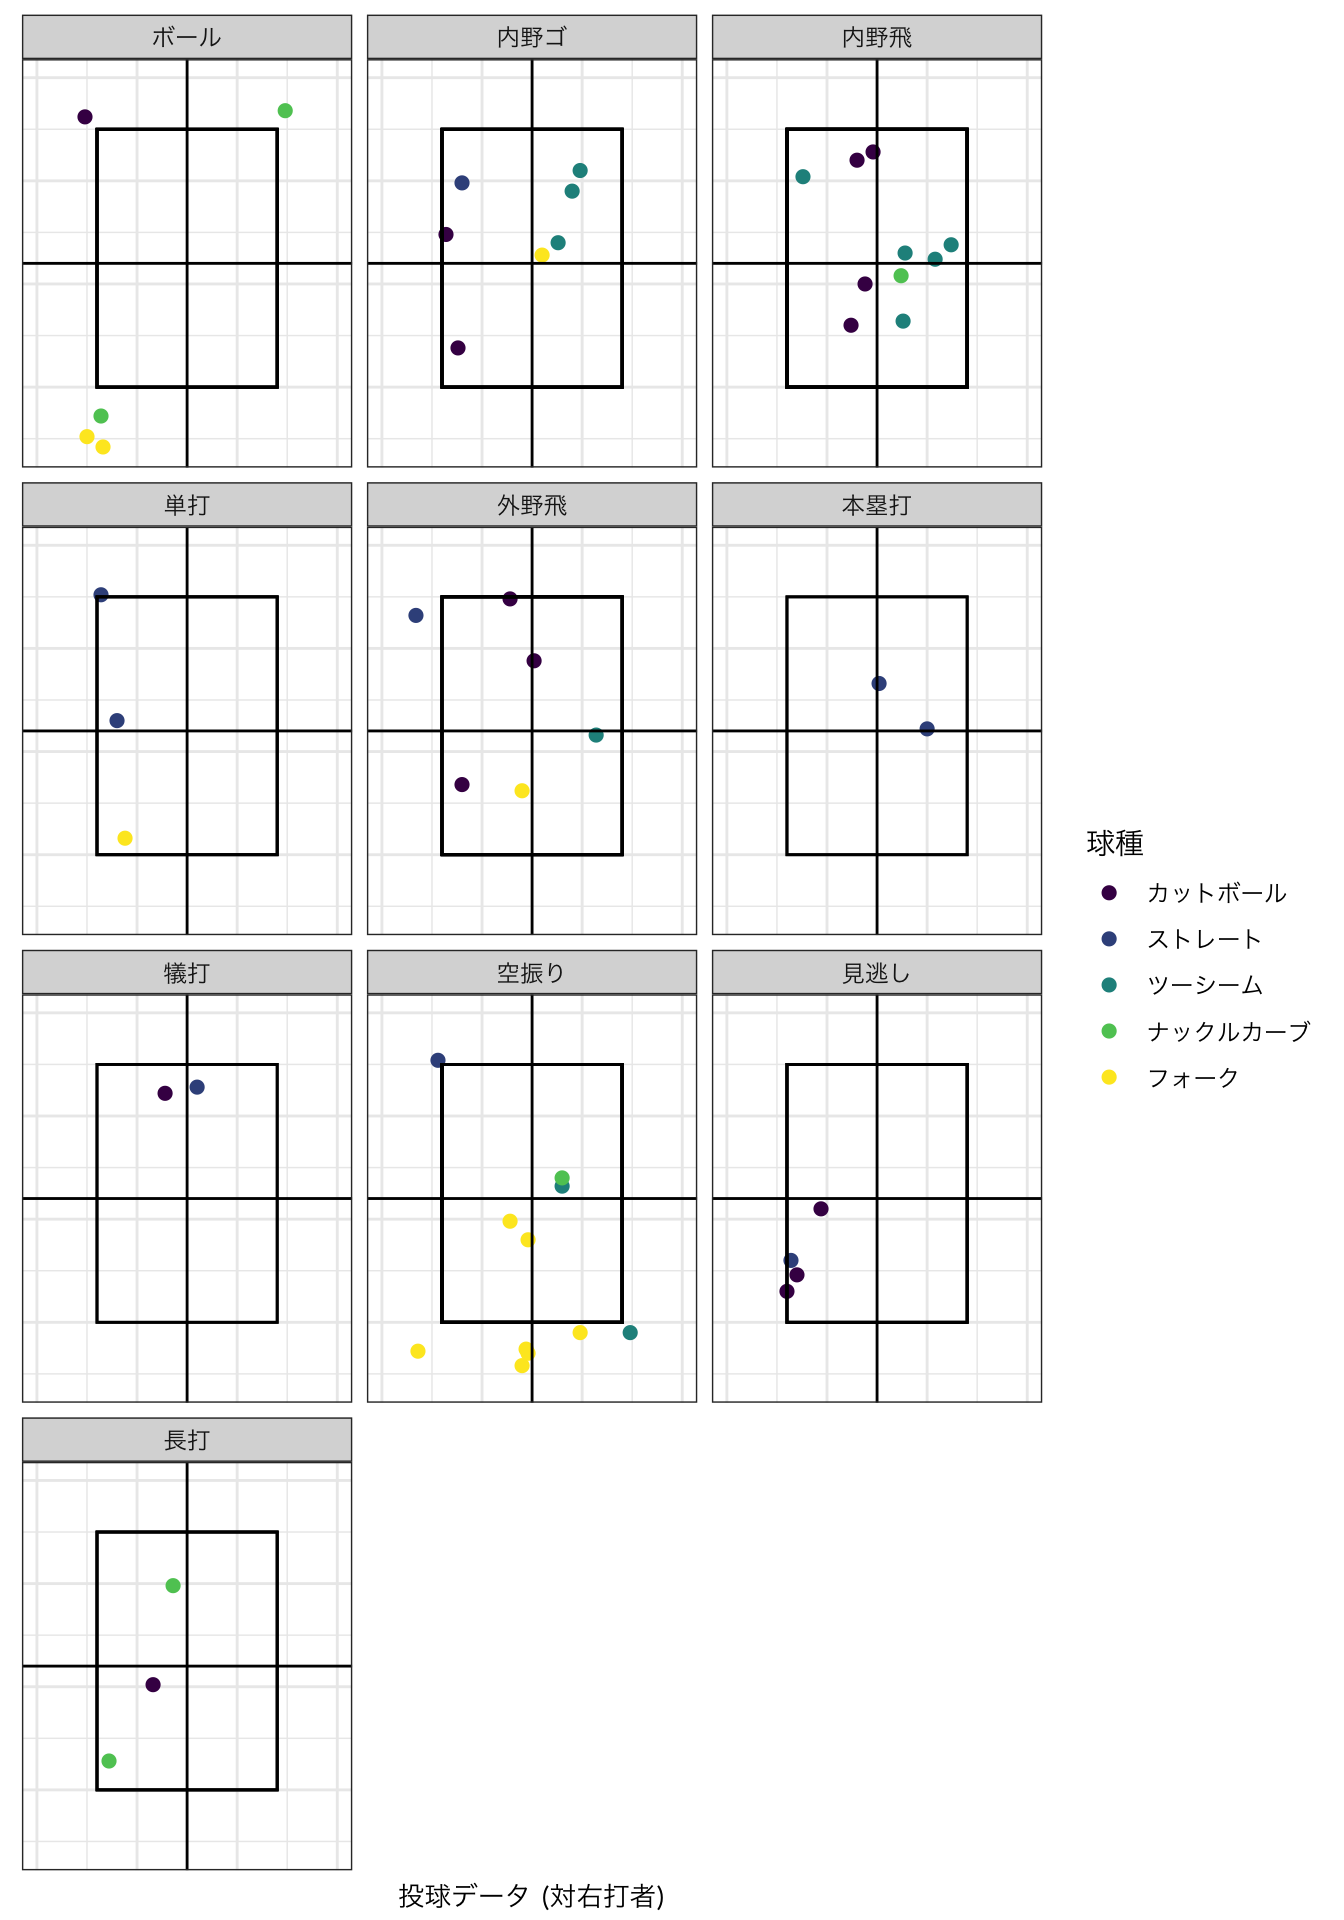 ボール
内野ゴ
内野飛
単打
外野飛
本塁打
犠打
空振り
見逃し
長打
球種
カットボール
ストレート
ツーシーム
ナックルカーブ
フォーク
投球データ (対右打者)